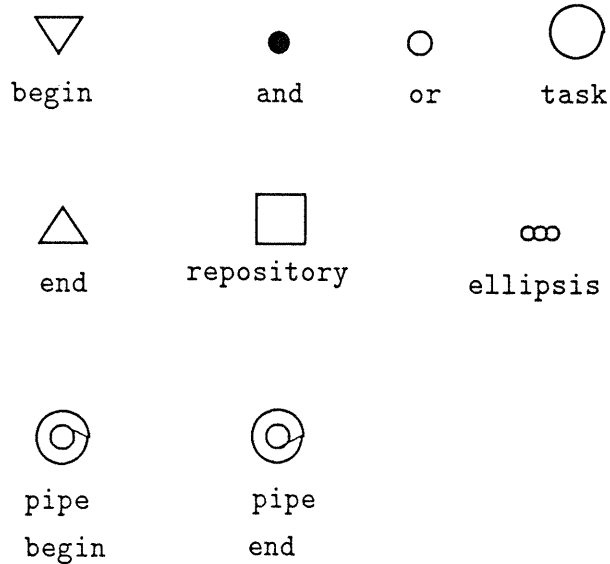 begin and or task
end repository ellipsis
pipe pipe
begin end